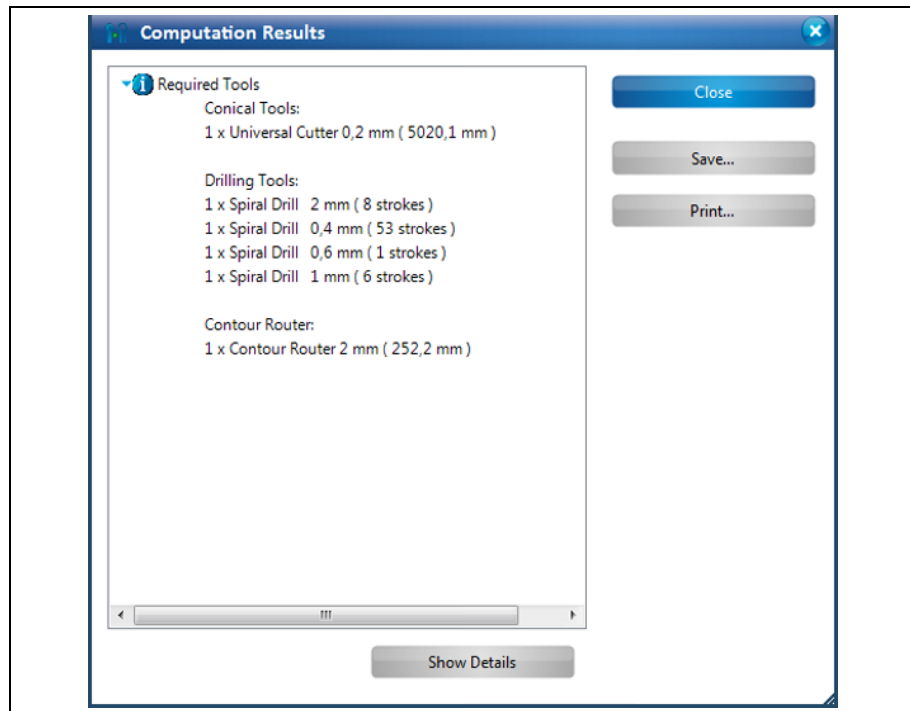 Computation Results
Required Tools
Conical Tools:
1 x Universal Cutter 0,2 mm ( 5020,1 mm )
Drilling Tools:
1 x Spiral Drill 2 mm ( 8 strokes )
1 x Spiral Drill 0,4 mm ( 53 strokes )
1 x Spiral Drill 0,6 mm ( 1 strokes )
1 x Spiral Drill 1 mm ( 6 strokes )
Contour Router:
1 x Contour Router 2 mm ( 252,2 mm )
Close
Save...
Print...
Show Details